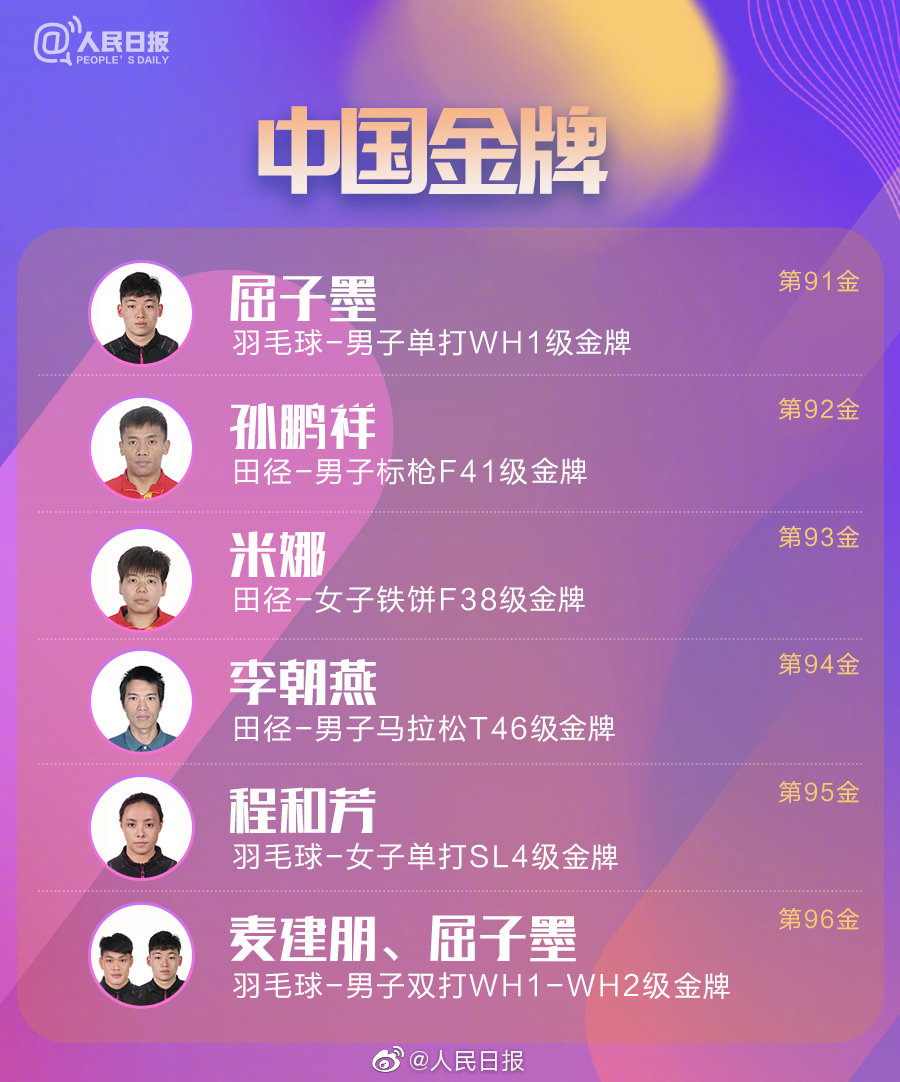 @人民日报
PEOPLE'S DAILY
中国金牌
屈子墨
第91金
羽毛球-男子单打WH1级金牌
孙鹏祥
第92金
田径-男子标枪F41级金牌
米娜
第93金
田径-女子铁饼F38级金牌
李朝燕
第94金
田径-男子马拉松T46级金牌
程和芳
第95金
羽毛球-女子单打SL4级金牌
麦建朋、屈子墨
第96金
羽毛球-男子双打WH1-WH2级金牌
@人民日报